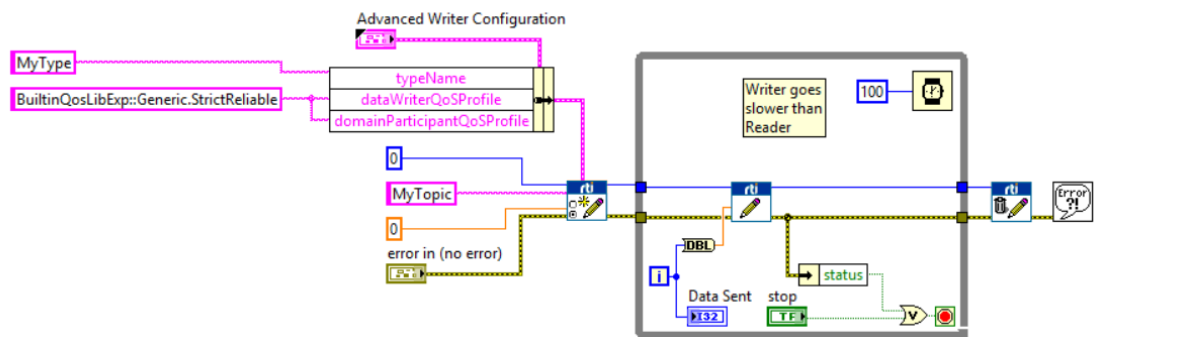 Advanced Writer Configuration
MyType
typeName
BuiltinQosLibExp::Generic.StrictReliable
dataWriterQoSProfile
domainParticipantQoSProfile
Writer goes
slower than
Reader
100
0
MyTopic
rti
rti
rti
Error
?!
0
error in (no error)
DBL
i
status
Data Sent
stop
I32
TF
V